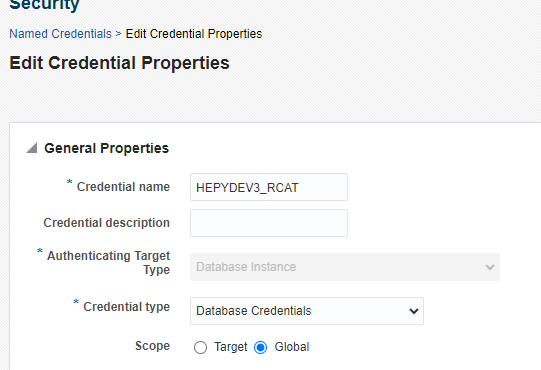 Security
Named Credentials > Edit Credential Properties
Edit Credential Properties
General Properties
* Credential name HEPYDEV3_RCAT
Credential description
* Authenticating Target
Type Database Instance
* Credential type Database Credentials
Scope Target Global